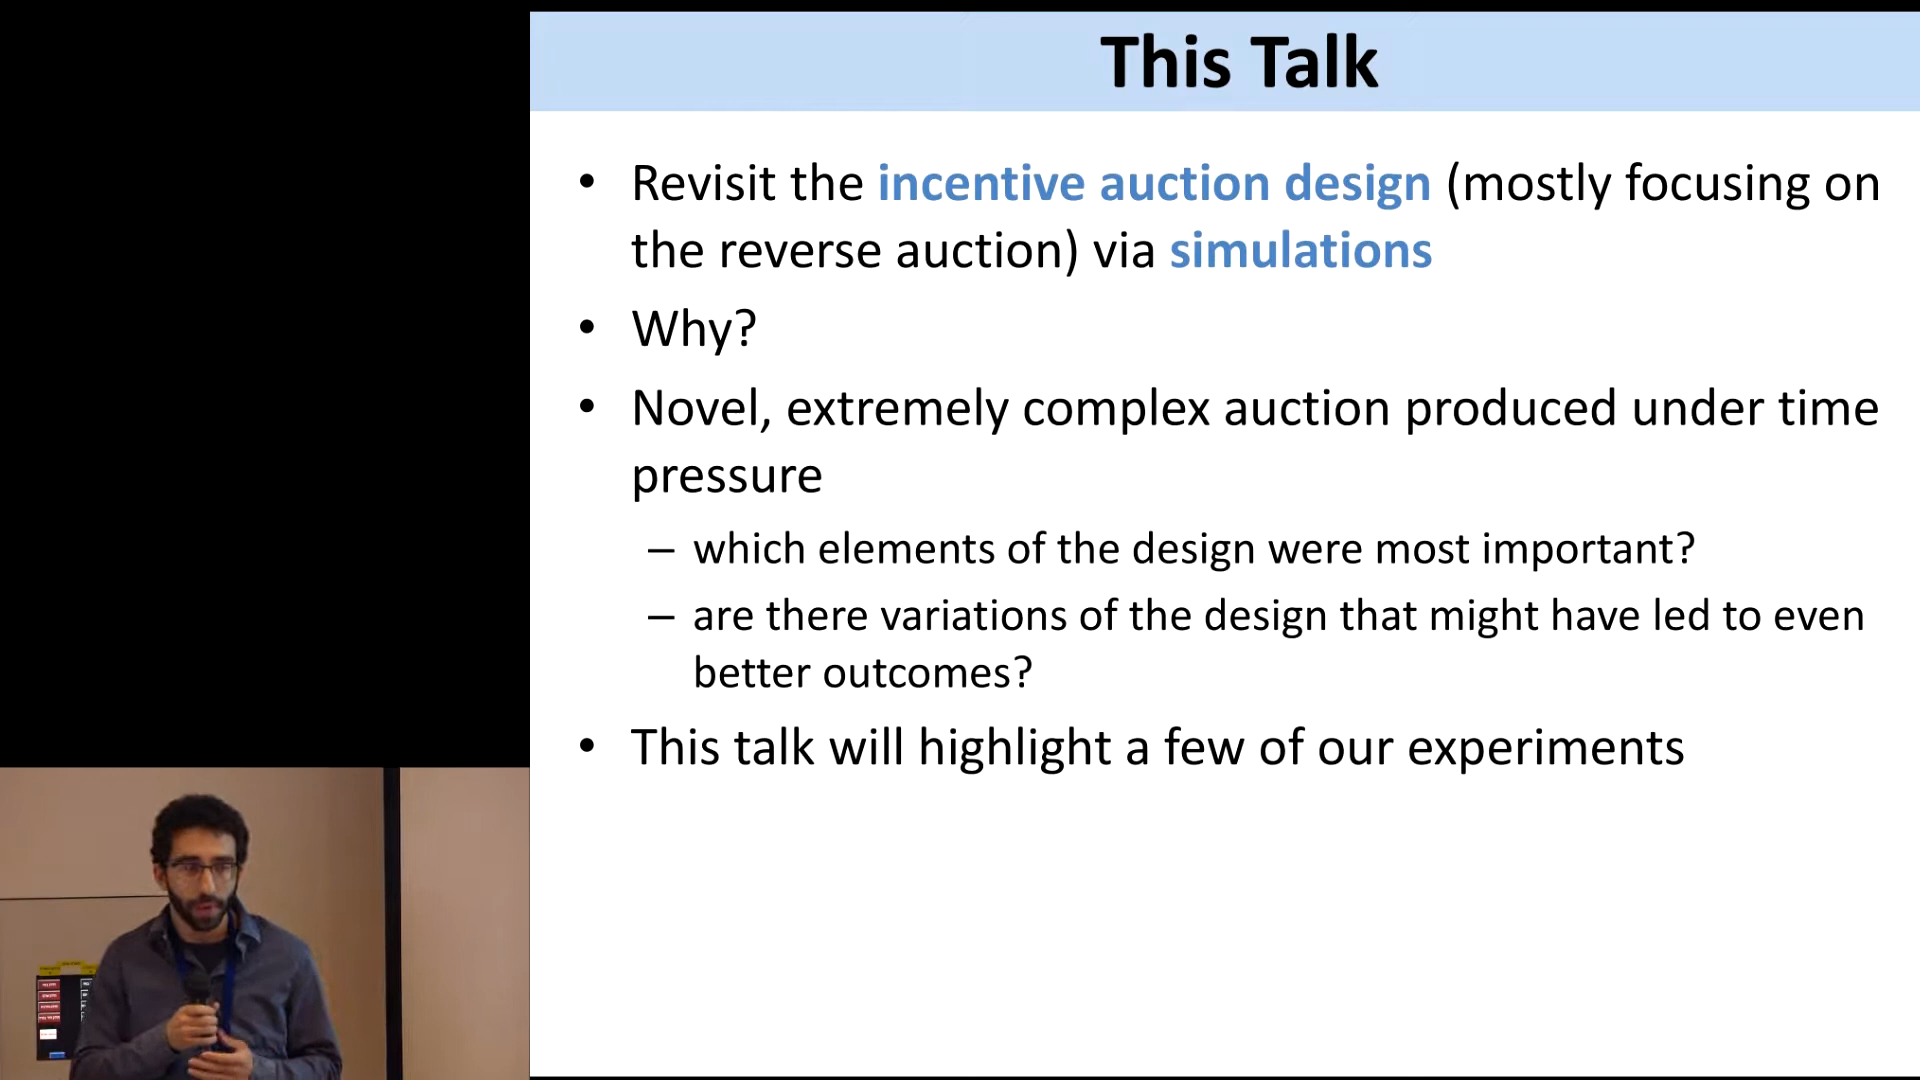 This Talk
• Revisit the incentive auction design (mostly focusing on
the reverse auction) via simulations
• Why?
• Novel, extremely complex auction produced under time
pressure
– which elements of the design were most important?
– are there variations of the design that might have led to even
better outcomes?
• This talk will highlight a few of our experiments